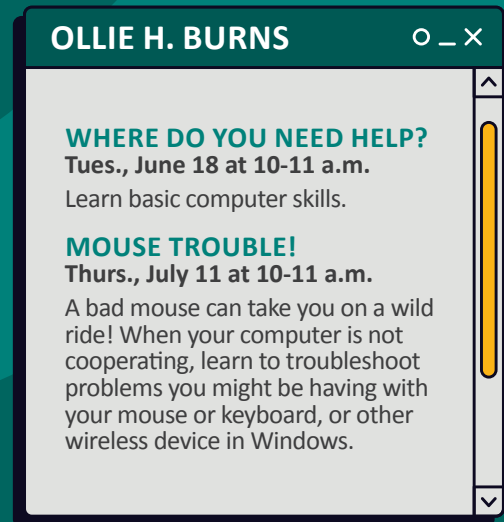 OLLIE H. BURNS
WHERE DO YOU NEED HELP?
Tues., June 18 at 10-11 a.m.
Learn basic computer skills.
MOUSE TROUBLE!
Thurs., July 11 at 10-11 a.m.
A bad mouse can take you on a wild
ride! When your computer is not
cooperating, learn to troubleshoot
problems you might be having with
your mouse or keyboard, or other
wireless device in Windows.